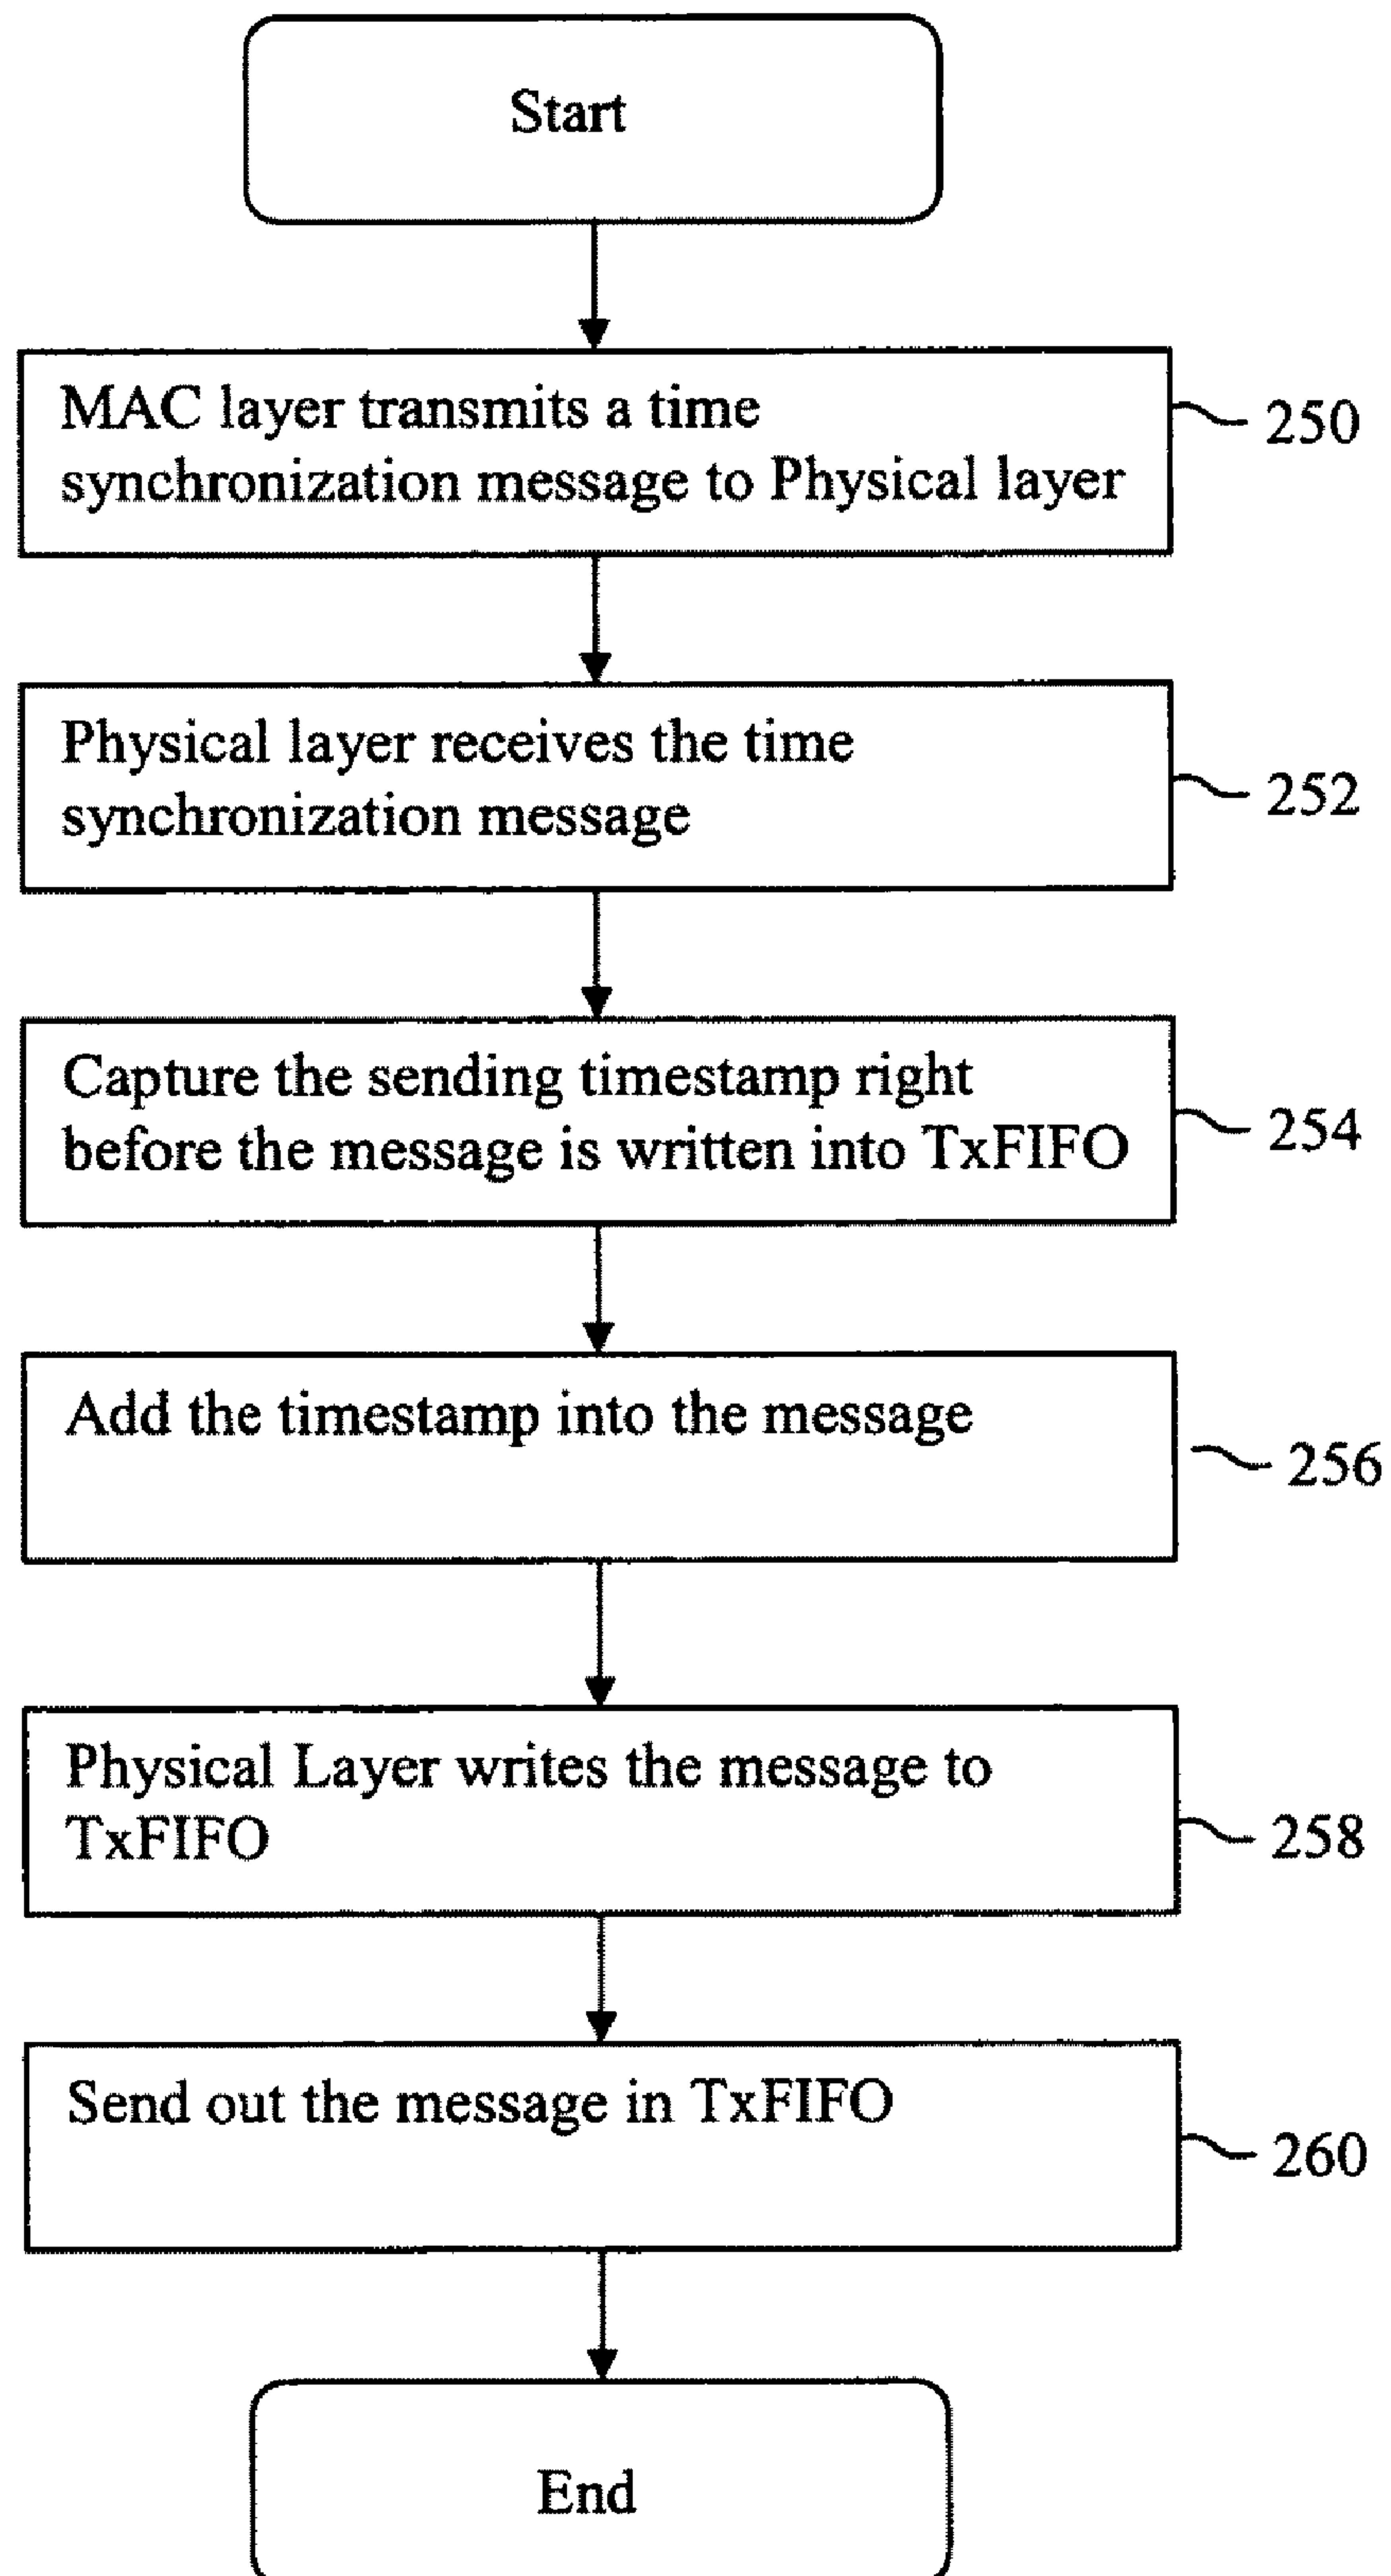 Start
MAC layer transmits a time
synchronization message to Physical layer
250
Physical layer receives the time
synchronization message
252
Capture the sending timestamp right
before the message is written into TxFIFO
254
Add the timestamp into the message
256
Physical Layer writes the message to
TxFIFO
258
Send out the message in TxFIFO
260
End